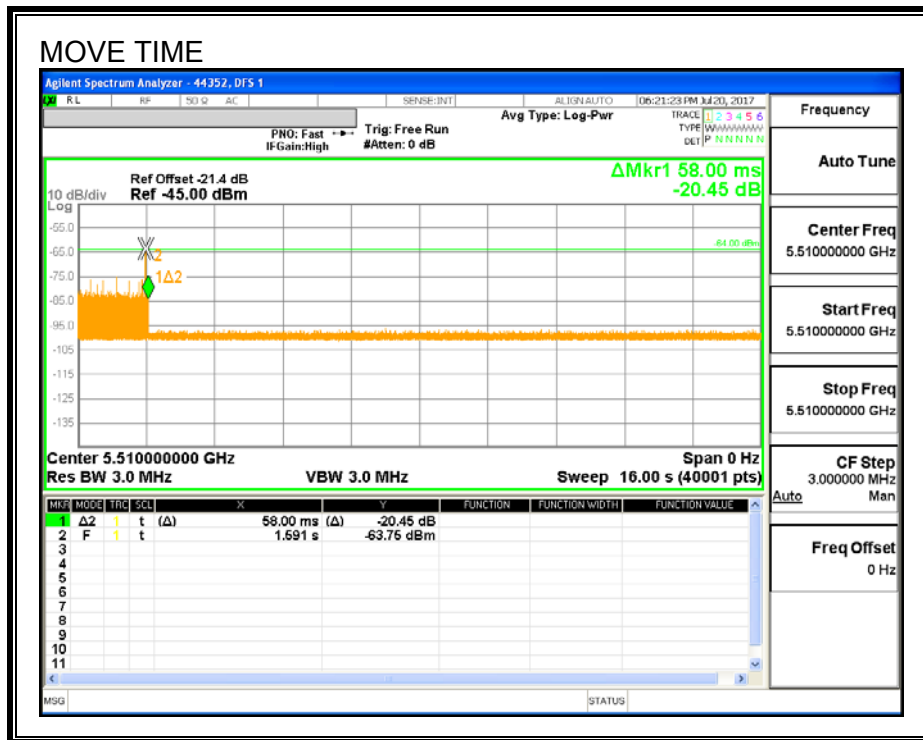 MOVE TIME
Agilent Spectrum Analyzer - 44352, DFS 1
LXI RL RF 50 Ω AC SENSE:INT ALIGN AUTO 06:21:23 PM Jul 20, 2017
Avg Type: Log-Pwr
TRACE 1 2 3 4 5 6
TYPE WWWWWW
DET P N N N N N
PNO: Fast
IFGain:High
Trig: Free Run
#Atten: 0 dB
ΔMkr1 58.00 ms
-20.45 dB
Ref Offset -21.4 dB
10 dB/div Ref -45.00 dBm
Log
-55.0
-65.0
-75.0
-85.0
-95.0
-105
-115
-125
-135
2
1Δ2
-64.00 dBm
Center 5.510000000 GHz Span 0 Hz
Res BW 3.0 MHz VBW 3.0 MHz Sweep 16.00 s (40001 pts)
MKR MODE TRC SCL X Y FUNCTION FUNCTION WIDTH FUNCTION VALUE
1 Δ2 1 t (Δ) 58.00 ms (Δ) -20.45 dB
2 F 1 t 1.691 s -63.75 dBm
3
4
5
6
7
8
9
10
11
MSG STATUS
Frequency
Auto Tune
Center Freq
5.510000000 GHz
Start Freq
5.510000000 GHz
Stop Freq
5.510000000 GHz
CF Step
3.000000 MHz
Auto Man
Freq Offset
0 Hz